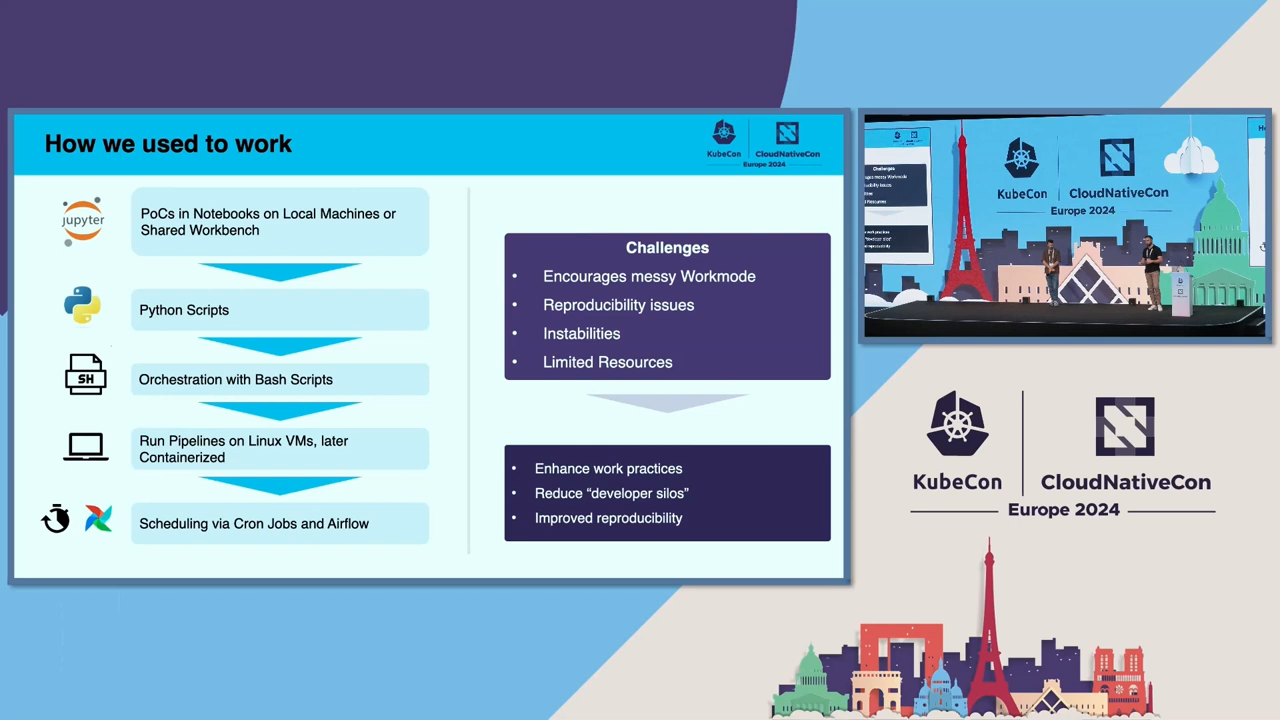 How we used to work
KubeCon
CloudNativeCon
Europe 2024
jupyter
PoCs in Notebooks on Local Machines or
Shared Workbench
Python Scripts
SH
Orchestration with Bash Scripts
Run Pipelines on Linux VMs, later
Containerized
Scheduling via Cron Jobs and Airflow
Challenges
• Encourages messy Workmode
• Reproducibility issues
• Instabilities
• Limited Resources
• Enhance work practices
• Reduce “developer silos”
• Improved reproducibility
Challenges
KubeCon
CloudNativeCon
Europe 2024
KubeCon
CloudNativeCon
Europe 2024